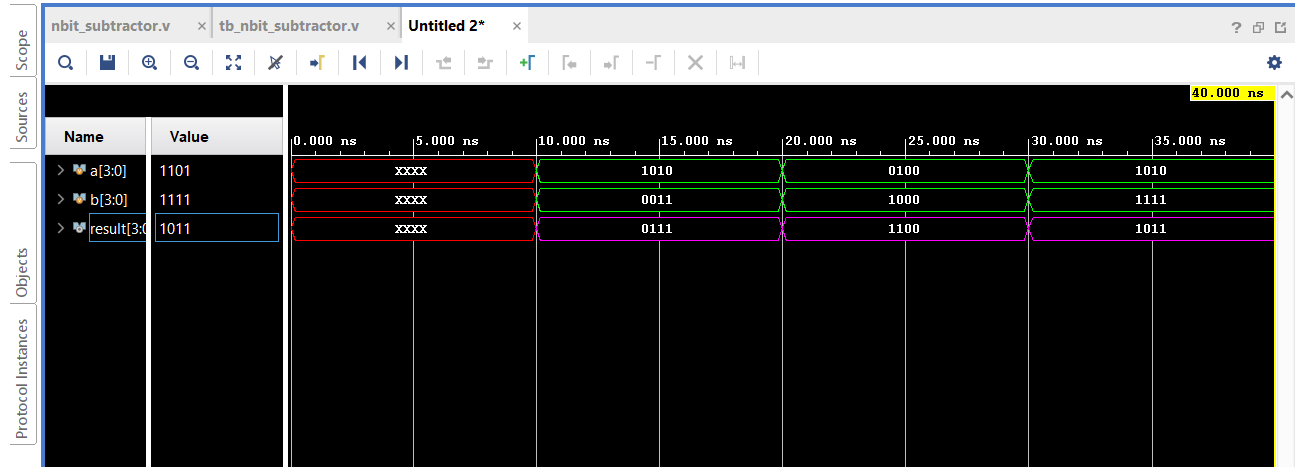 nbit_subtractor.v × tb_nbit_subtractor.v × Untitled 2* ×
?
Scope
Sources
Objects
Protocol Instances
40.000 ns
Name Value
0.000 ns 5.000 ns 10.000 ns 15.000 ns 20.000 ns 25.000 ns 30.000 ns 35.000 ns
a[3:0] 1101 XXXX 1010 0100 1010
b[3:0] 1111 XXXX 0011 1000 1111
result[3:0 1011 XXXX 0111 1100 1011